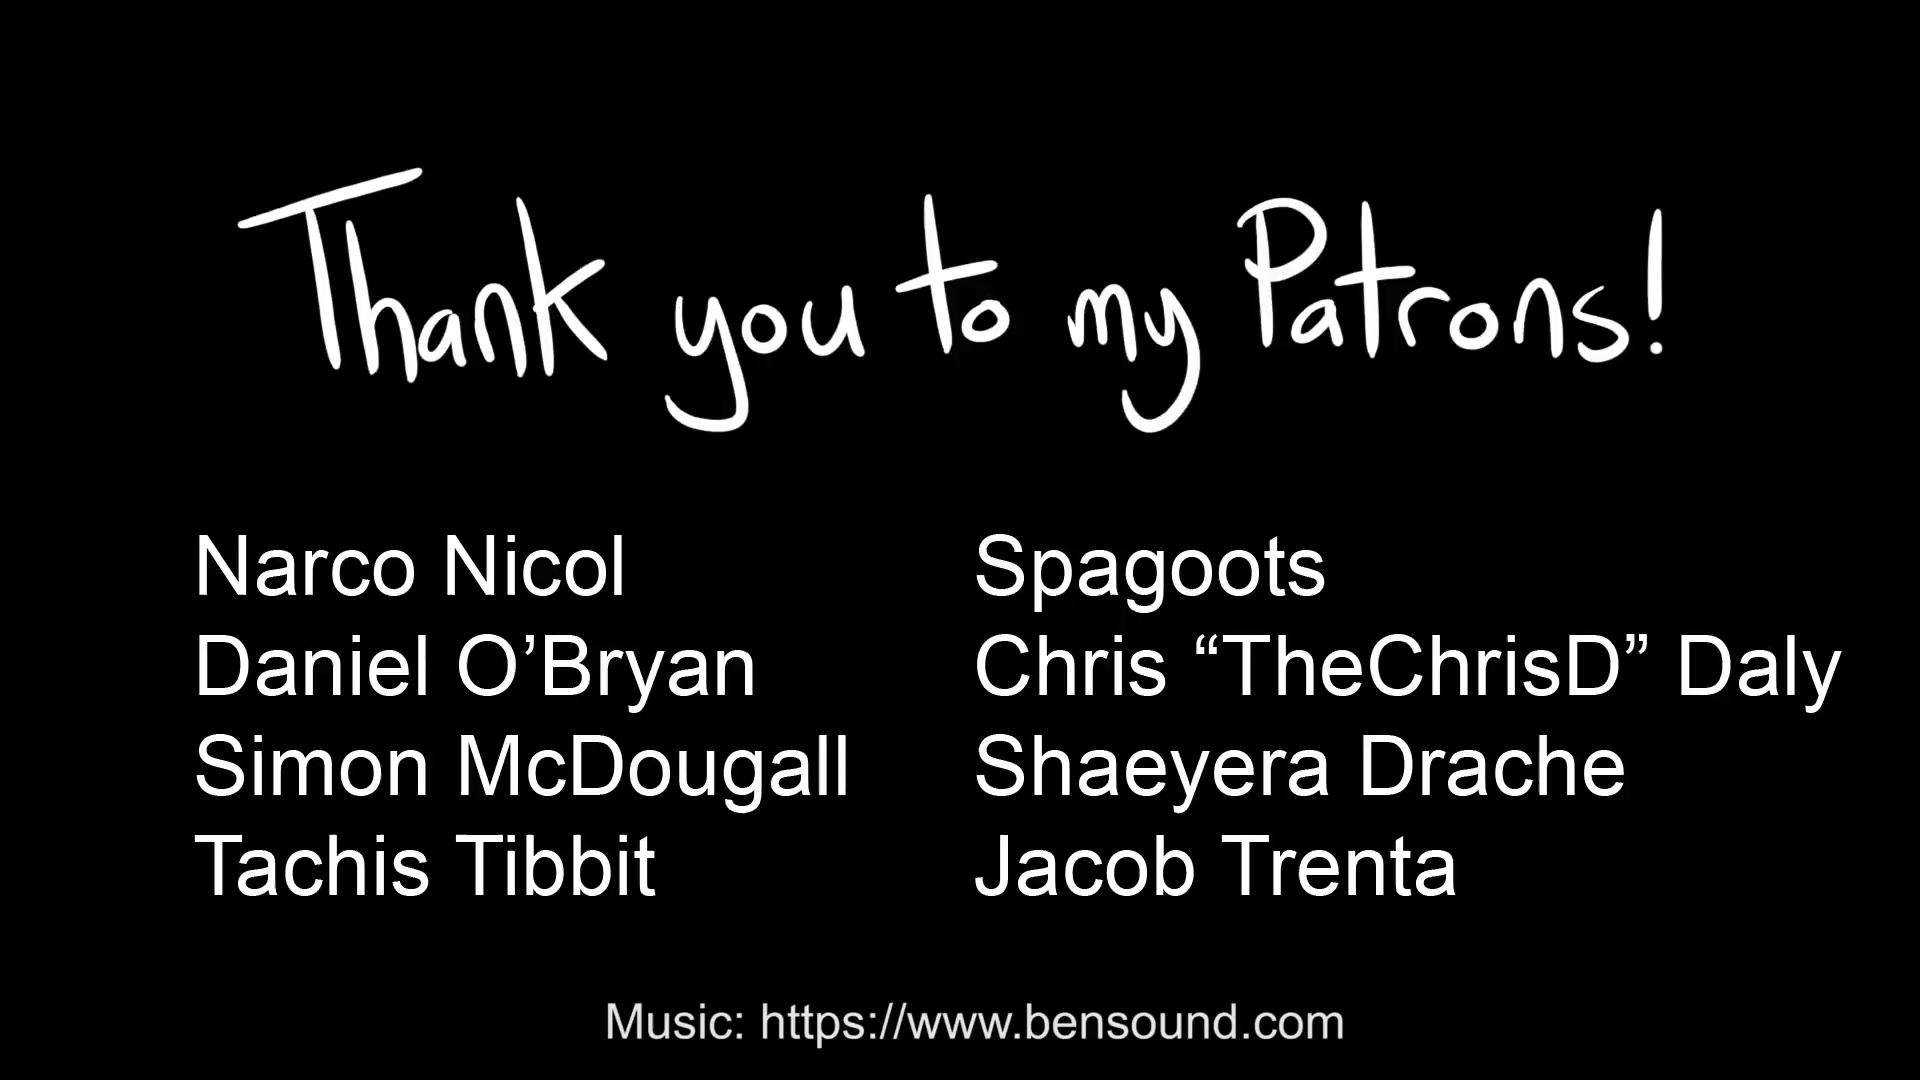 Thank you to my Patrons!
Narco Nicol
Daniel O’Bryan
Simon McDougall
Tachis Tibbit
Spagoots
Chris “TheChrisD” Daly
Shaeyera Drache
Jacob Trenta
Music: https://www.bensound.com